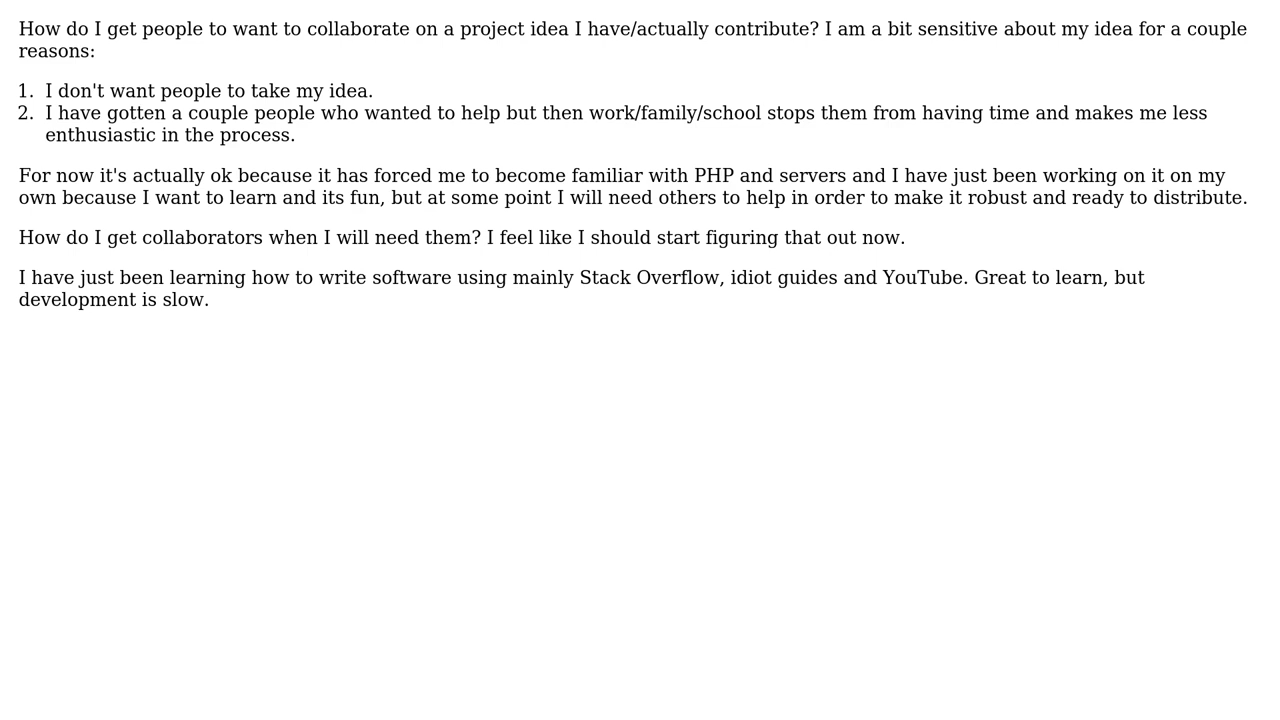 How do I get people to want to collaborate on a project idea I have/actually contribute? I am a bit sensitive about my idea for a couple
reasons:
1. I don't want people to take my idea.
2. I have gotten a couple people who wanted to help but then work/family/school stops them from having time and makes me less
enthusiastic in the process.
For now it's actually ok because it has forced me to become familiar with PHP and servers and I have just been working on it on my
own because I want to learn and its fun, but at some point I will need others to help in order to make it robust and ready to distribute.
How do I get collaborators when I will need them? I feel like I should start figuring that out now.
I have just been learning how to write software using mainly Stack Overflow, idiot guides and YouTube. Great to learn, but
development is slow.